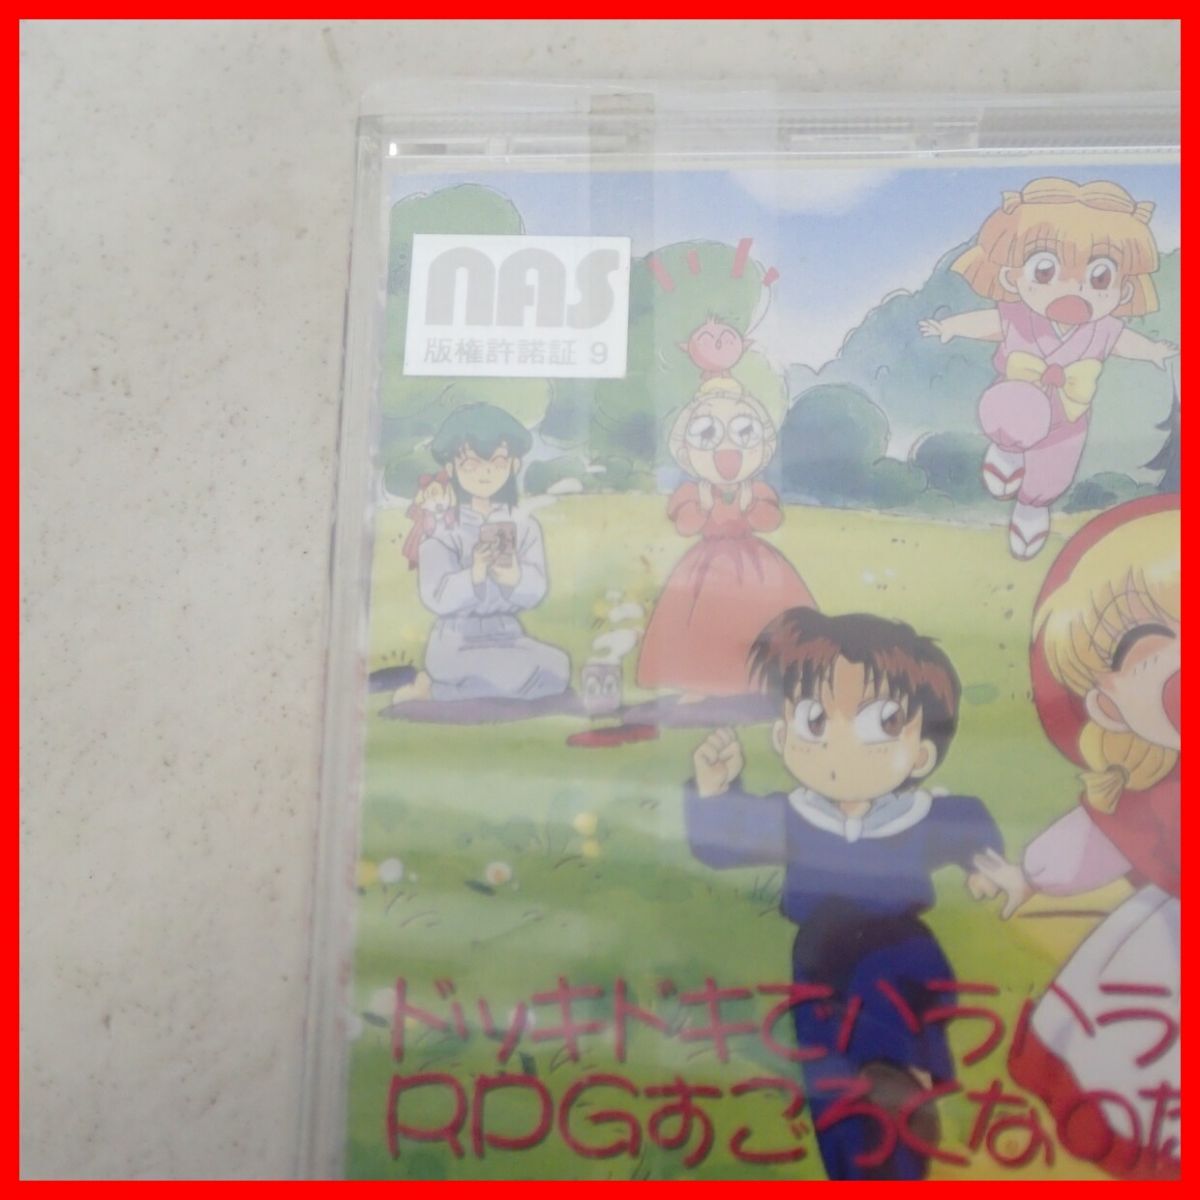 nas
版権許諾証 9
ドッキドキでハラハラ
RPGすごろくなのだ